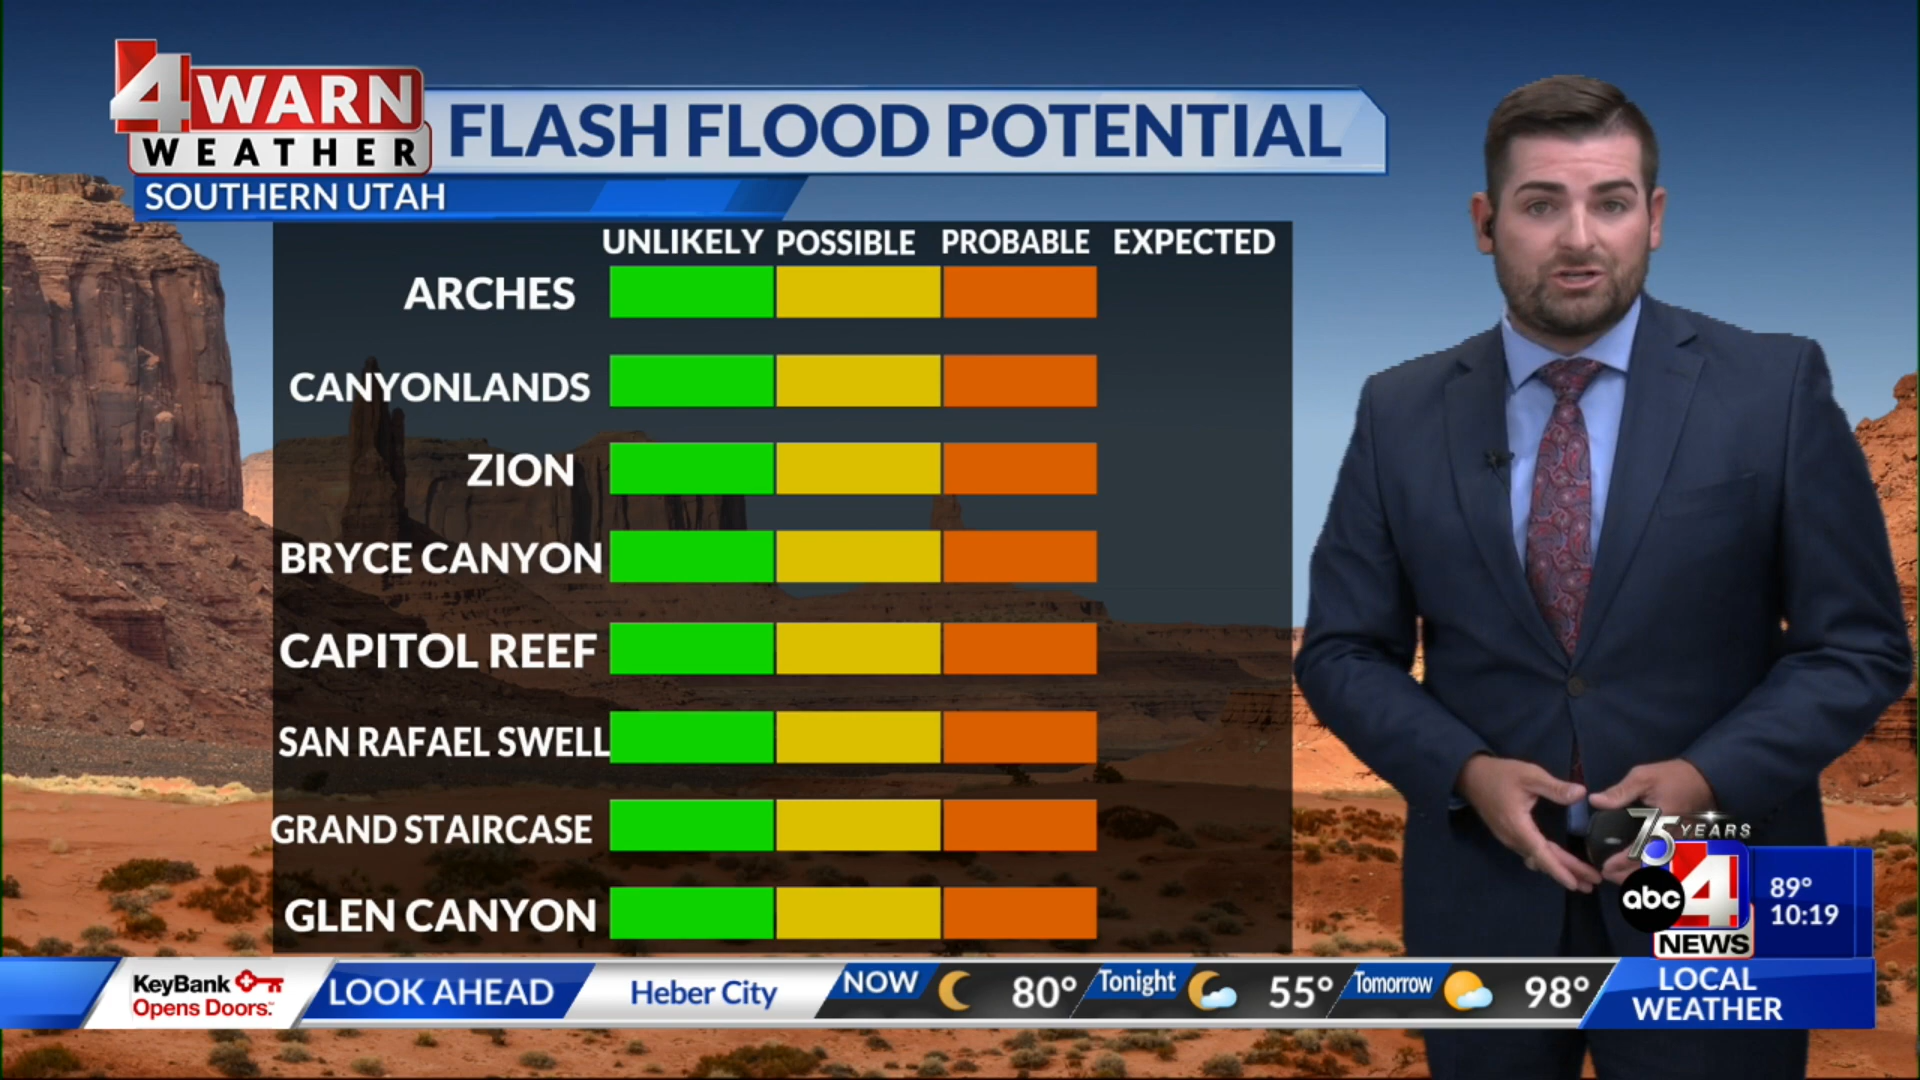 4 WARN
WEATHER
FLASH FLOOD POTENTIAL
SOUTHERN UTAH
UNLIKELY POSSIBLE PROBABLE EXPECTED
ARCHES
CANYONLANDS
ZION
BRYCE CANYON
CAPITOL REEF
SAN RAFAEL SWELL
GRAND STAIRCASE
GLEN CANYON
75 YEARS
abc 4
NEWS
89°
10:19
KeyBank
Opens Doors.
LOOK AHEAD
Heber City
NOW 80°
Tonight 55°
Tomorrow 98°
LOCAL
WEATHER